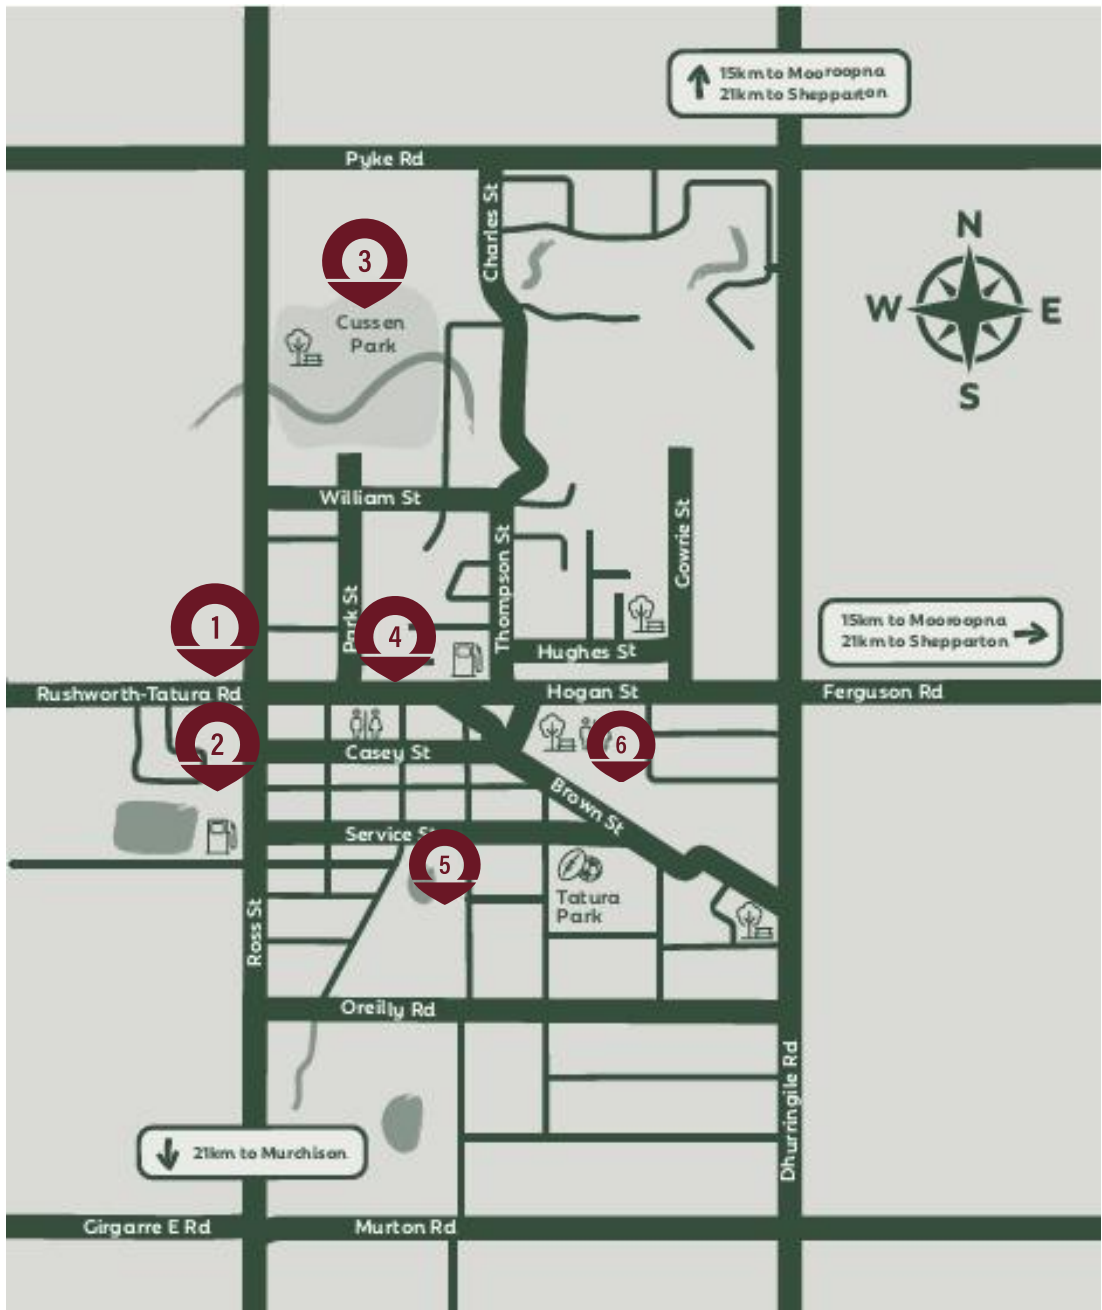 15km to Mooroopna
21km to Shepparton
Pyke Rd
Charles St
N
3
W
E
Cussen
Park
S
William St
Thompson St
Gowrie St
Park St
1
4
15km to Mooroopna
21km to Shepparton
Hughes St
Rushworth-Tatura Rd
Hogan St
Ferguson Rd
2
6
Casey St
Brown St
Service St
5
Tatura
Park
Ross St
Oreilly Rd
Dhurringile Rd
21km to Murchison
Girgarre E Rd
Murton Rd